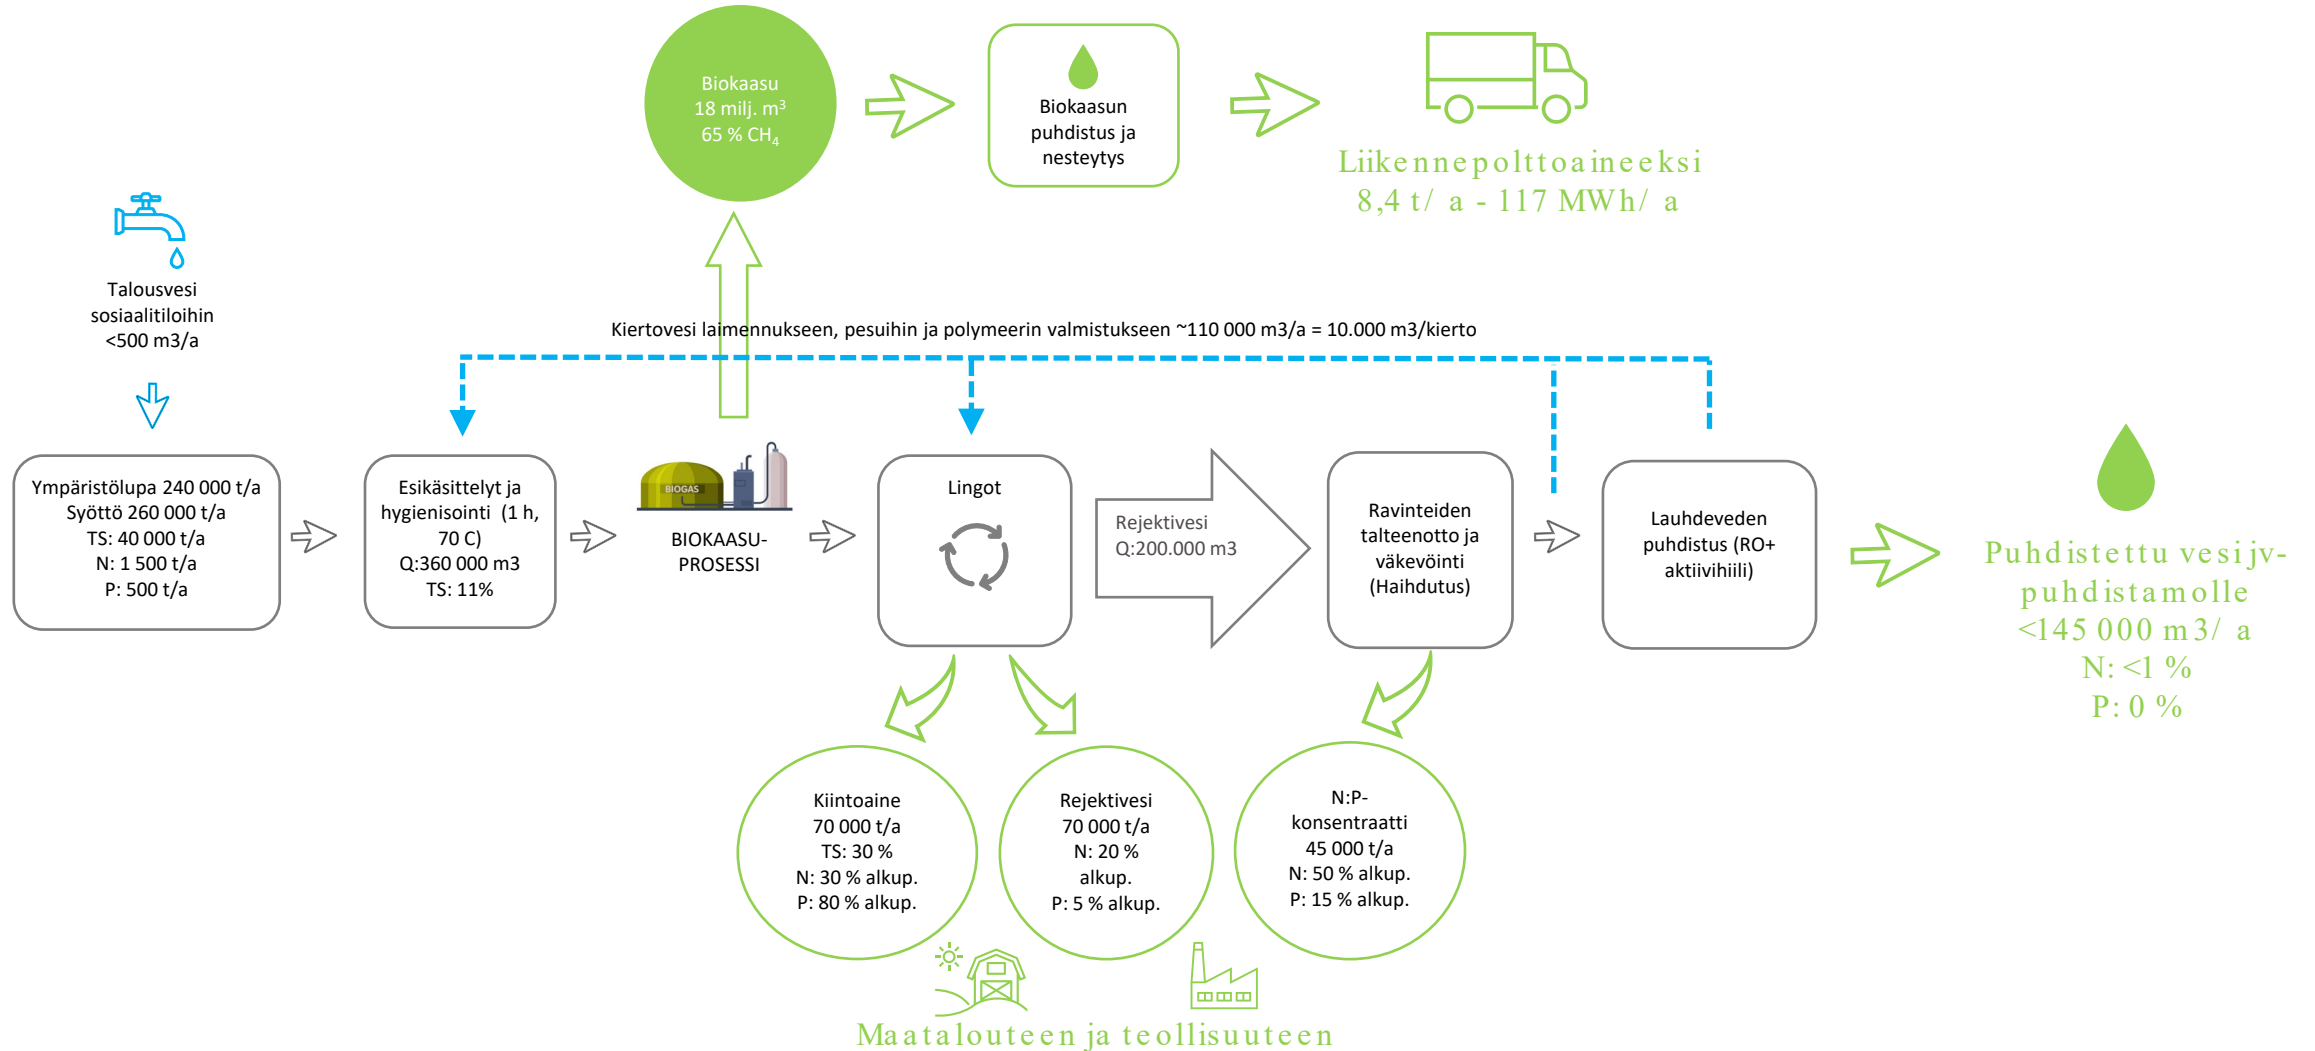 Biokaasu
18 milj. m³
65 % CH₄
Biokaasun
puhdistus ja
nesteytys
Liikennepolttoaineeksi
8,4 t/ a - 117 MWh/ a
Talousvesi
sosiaalitiloihin
<500 m3/a
Kiertovesi laimennukseen, pesuihin ja polymeerin valmistukseen ~110 000 m3/a = 10.000 m3/kierto
Ympäristölupa 240 000 t/a
Syöttö 260 000 t/a
TS: 40 000 t/a
N: 1 500 t/a
P: 500 t/a
Esikäsittelyt ja
hygienisointi (1 h,
70 C)
Q:360 000 m3
TS: 11%
BIOGAS
BIOKAASU-
PROSESSI
Lingot
Rejektivesi
Q:200.000 m3
Ravinteiden
talteenotto ja
väkevöinti
(Haihdutus)
Lauhdeveden
puhdistus (RO+
aktiivihiili)
Puhdistettu vesi jv-
puhdistamolle
<145 000 m3/ a
N: <1 %
P: 0 %
Kiintoaine
70 000 t/a
TS: 30 %
N: 30 % alkup.
P: 80 % alkup.
Rejektivesi
70 000 t/a
N: 20 %
alkup.
P: 5 % alkup.
N:P-
konsentraatti
45 000 t/a
N: 50 % alkup.
P: 15 % alkup.
Maatalouteen ja teollisuuteen